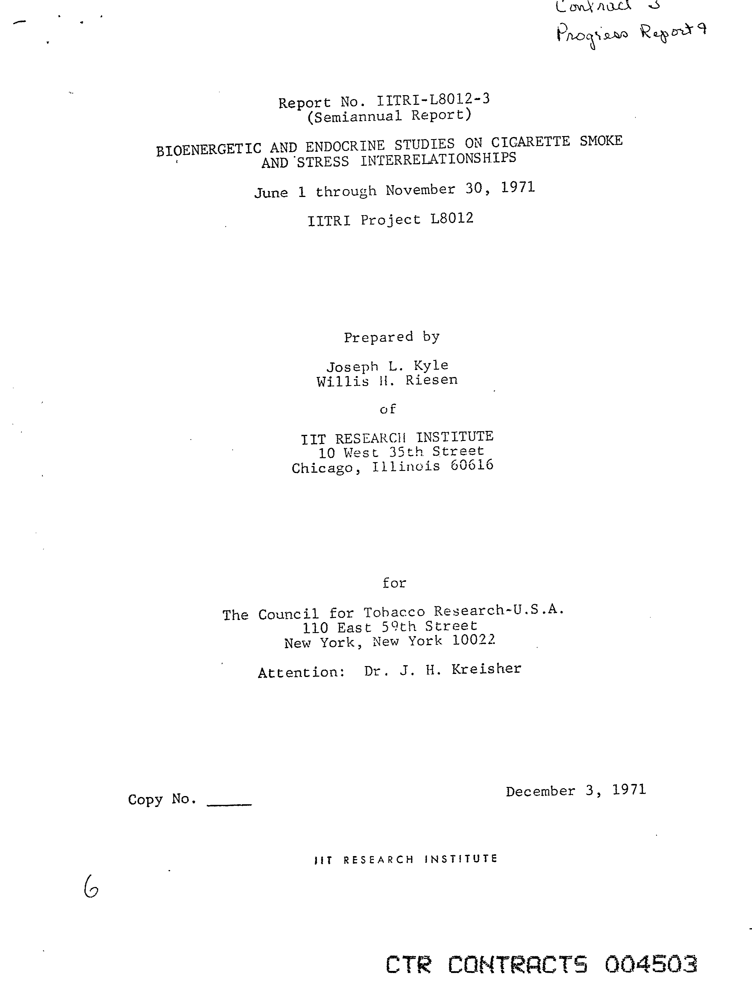 Contract 3
Progress Report 9
Report No. IITRI-L8012-3
(Semiannual Report)
BIOENERGETIC AND ENDOCRINE STUDIES ON CIGARETTE SMOKE
AND STRESS INTERRELATIONSHIPS
June 1 through November 30, 1971
IITRI Project L8012
Prepared by
Joseph L. Kyle
Willis H. Riesen
of
IIT RESEARCH INSTITUTE
10 West 35th Street
Chicago, Illinois 60616
for
The Council for Tobacco Research-U.S.A.
110 East 59th Street
New York, New York 10022
Attention: Dr. J. H. Kreisher
Copy No. _____
December 3, 1971
IIT RESEARCH INSTITUTE
6
CTR CONTRACTS 004503